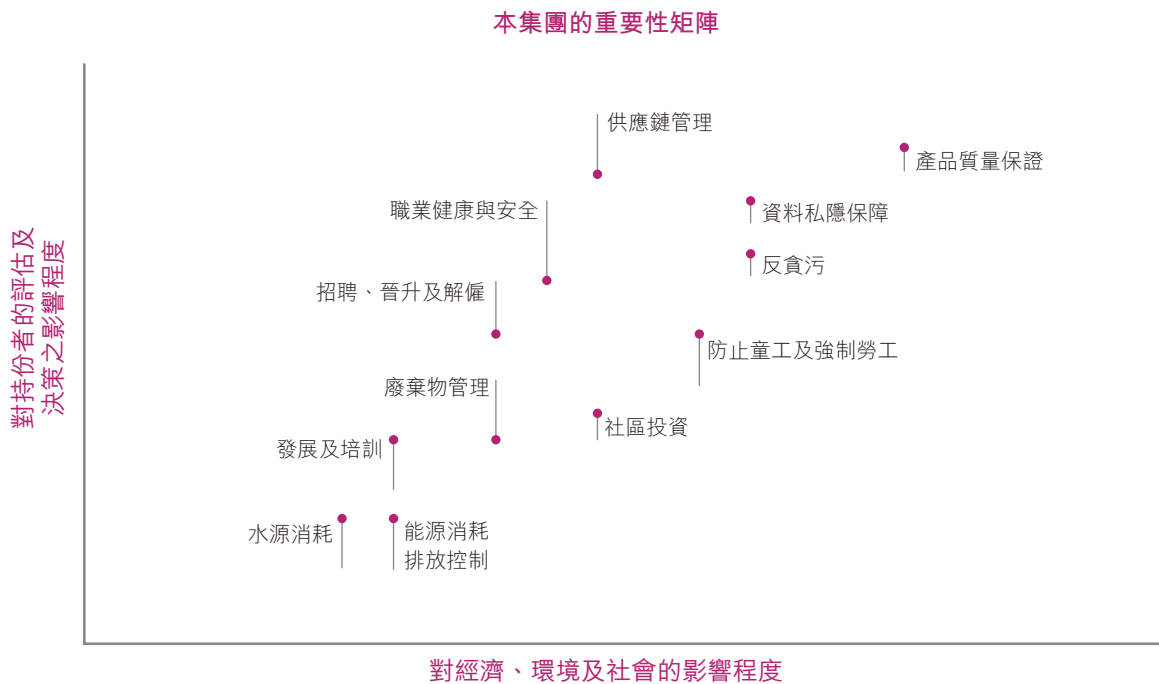 本集團的重要性矩陣
對持份者的評估及
決策之影響程度
供應鏈管理
產品質量保證
職業健康與安全
資料私隱保障
反貪污
招聘、晉升及解僱
防止童工及強制勞工
廢棄物管理
社區投資
發展及培訓
水源消耗
能源消耗
排放控制
對經濟、環境及社會的影響程度